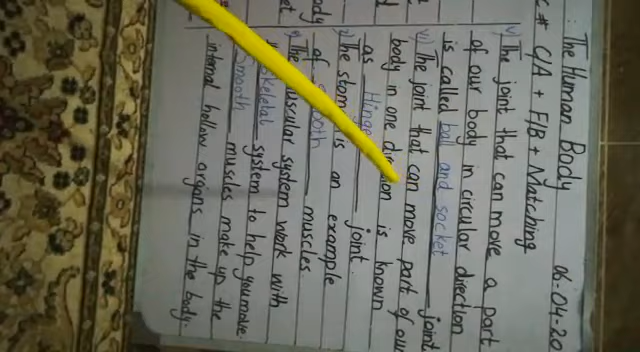 The Human Body 06-04-20
C# C/A + F/B + Matching
v) The joint that can move a part
of our body in circular direction
is called ball and socket joint
vi) The joint that can move part of our
body in one direction is known
as Hinge joint.
The stom is an example
of smooth muscles.
The muscular system work with
Skeletal system to help you move.
Smooth muscles make up the
internal hollow organs in the body.